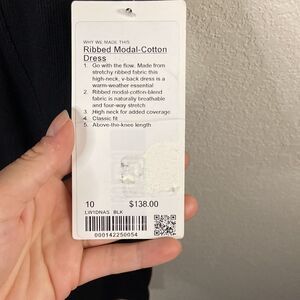 WHY WE MADE THIS
Ribbed Modal-Cotton
Dress
1. Go with the flow. Made from
stretchy ribbed fabric this
high-neck, v-back dress is a
warm-weather essential
2. Ribbed modal-cotton-blend
fabric is naturally breathable
and four-way stretch
3. High neck for added coverage
4. Classic fit
5. Above-the-knee length
10 $138.00
LW1DNAS BLK
000142250054